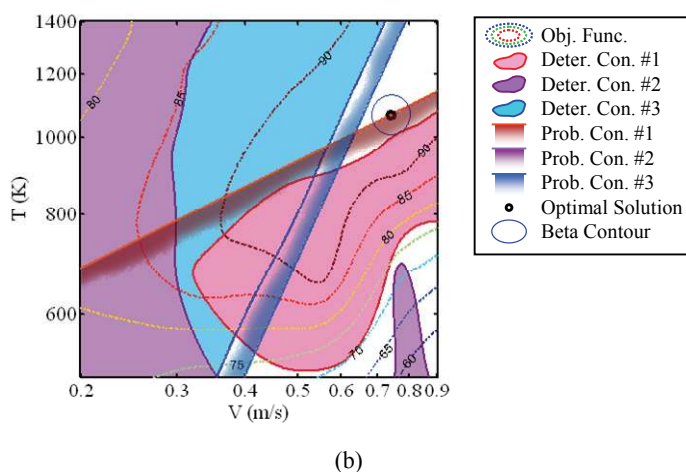 1400
1200
1000
800
600
T (K)
0.2 0.3 0.4 0.5 0.6 0.7 0.8 0.9
V (m/s)
80
85
90
90
85
80
75
75
65
60
Obj. Func.
Deter. Con. #1
Deter. Con. #2
Deter. Con. #3
Prob. Con. #1
Prob. Con. #2
Prob. Con. #3
Optimal Solution
Beta Contour
(b)